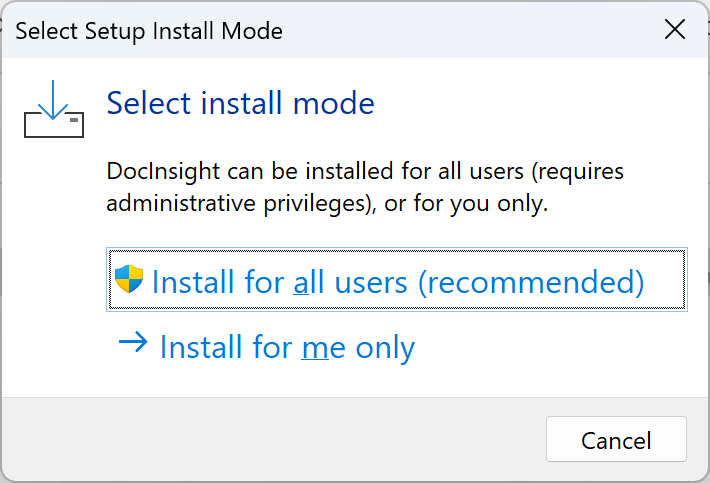 Select Setup Install Mode
Select install mode
DocInsight can be installed for all users (requires
administrative privileges), or for you only.
Install for all users (recommended)
Install for me only
Cancel